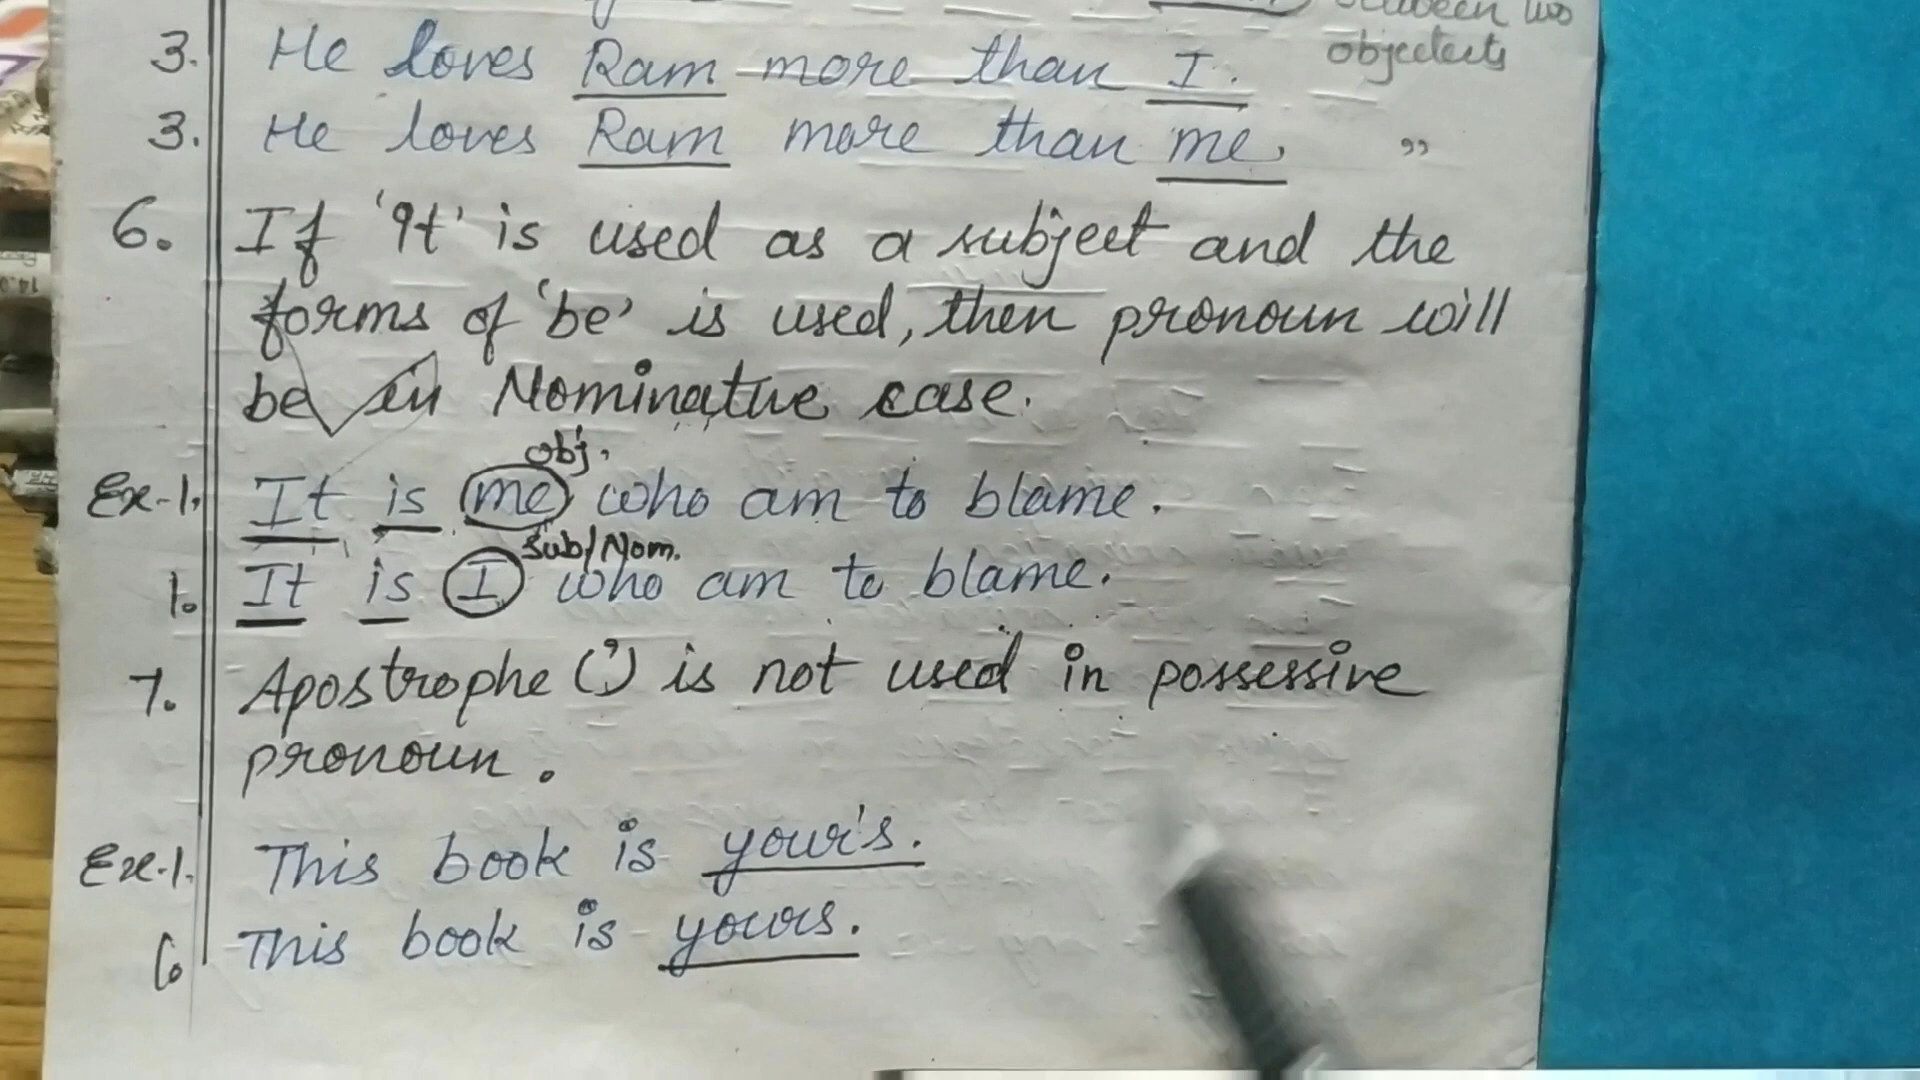 between two
objectects
3. He loves Ram more than I.
3. He loves Ram more than me. ”
6. If 'It' is used as a subject and the
forms of 'be' is used, then pronoun will
be in Nominative case.
obj.
Ex-1. It is me who am to blame.
Sub/Nom.
1. It is I who am to blame.
7. Apostrophe (') is not used in possessive
pronoun.
Ex.1. This book is your's.
This book is yours.